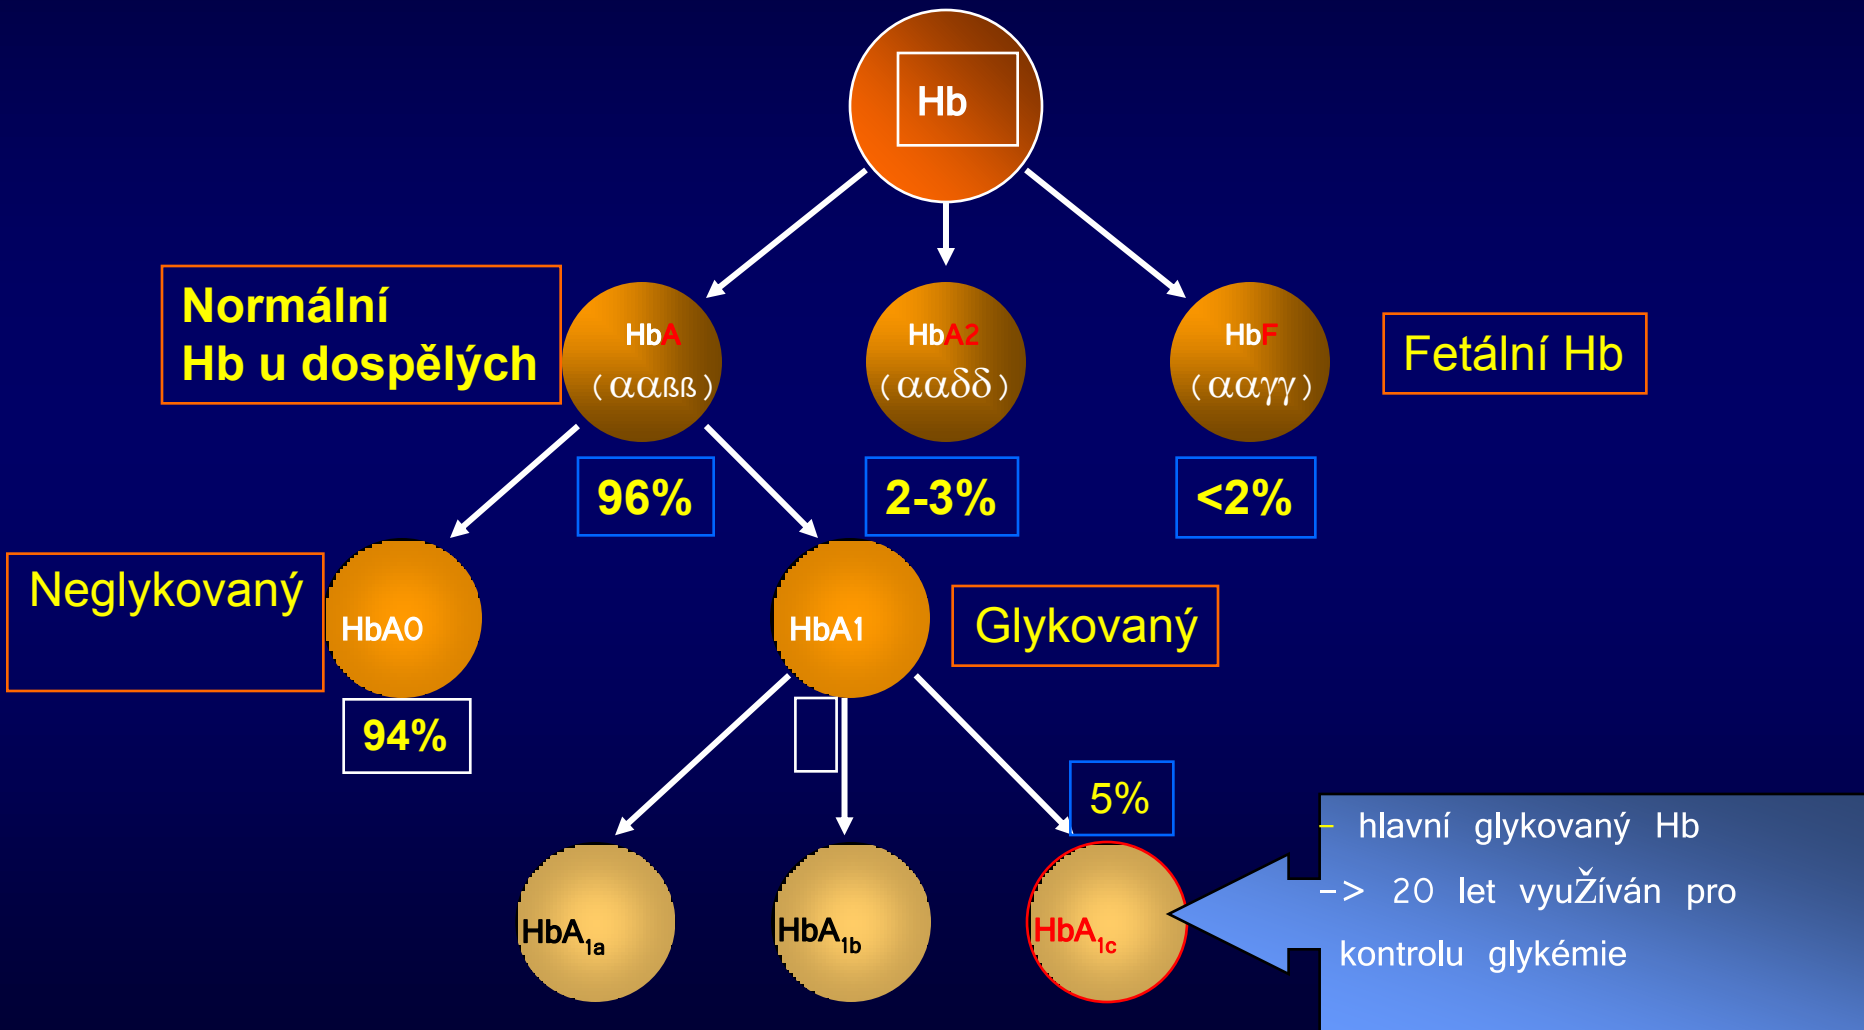 Hb
Normální
Hb u dospělých
HbA
(ααßß)
HbA2
(ααδδ)
HbF
(ααγγ)
Fetální Hb
96%
2-3%
<2%
Neglykovaný
HbA0
HbA1
Glykovaný
94%
5%
HbA1a
HbA1b
HbA1c
- hlavní glykovaný Hb
-> 20 let využíván pro
kontrolu glykémie